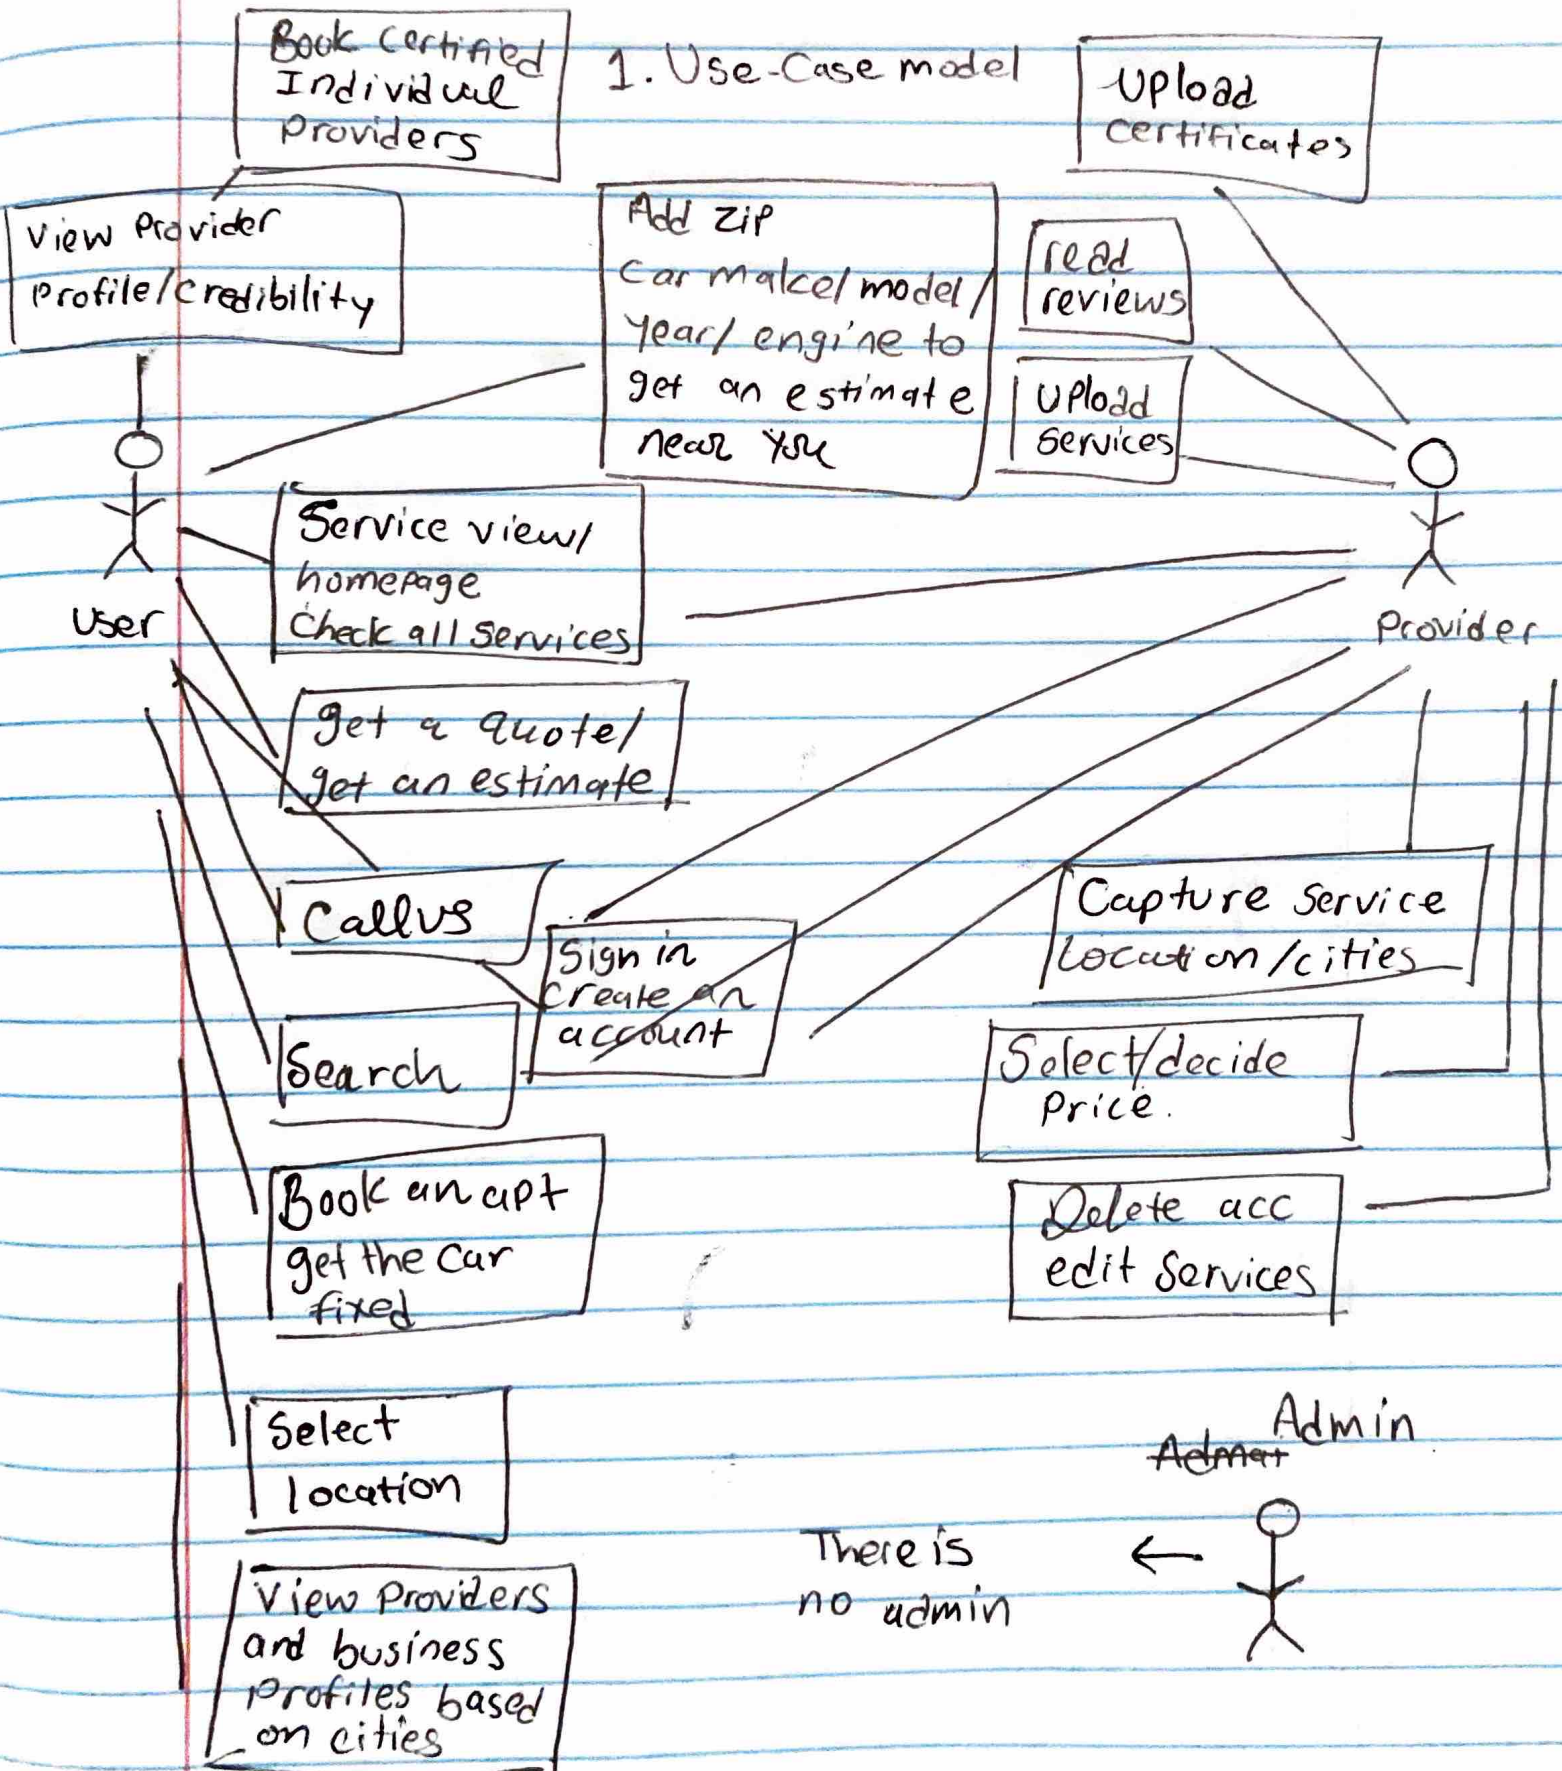 1. Use-Case model
Book Certified
Individual
Providers
Upload
certificates
View Provider
Profile/credibility
Add zip
Car make/model/
Year/ engine to
get an estimate
near you
read
reviews
Upload
Services
User
Service view/
homepage
Check all services
Provider
get a quote/
get an estimate
Call us
Sign in
create an
account
Capture Service
Location/cities
Search
Select/decide
Price.
Book an apt
get the car
fixed
Delete acc
edit Services
Select
location
Admin
There is
no admin
View Providers
and business
Profiles based
on cities